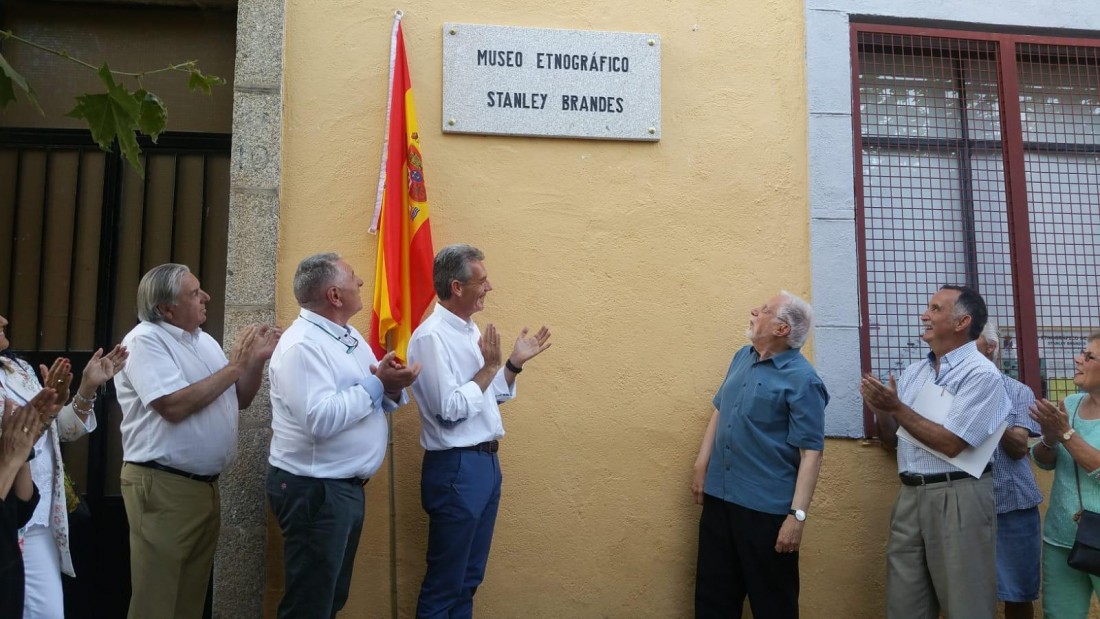 MUSEO ETNOGRÁFICO
STANLEY BRANDES